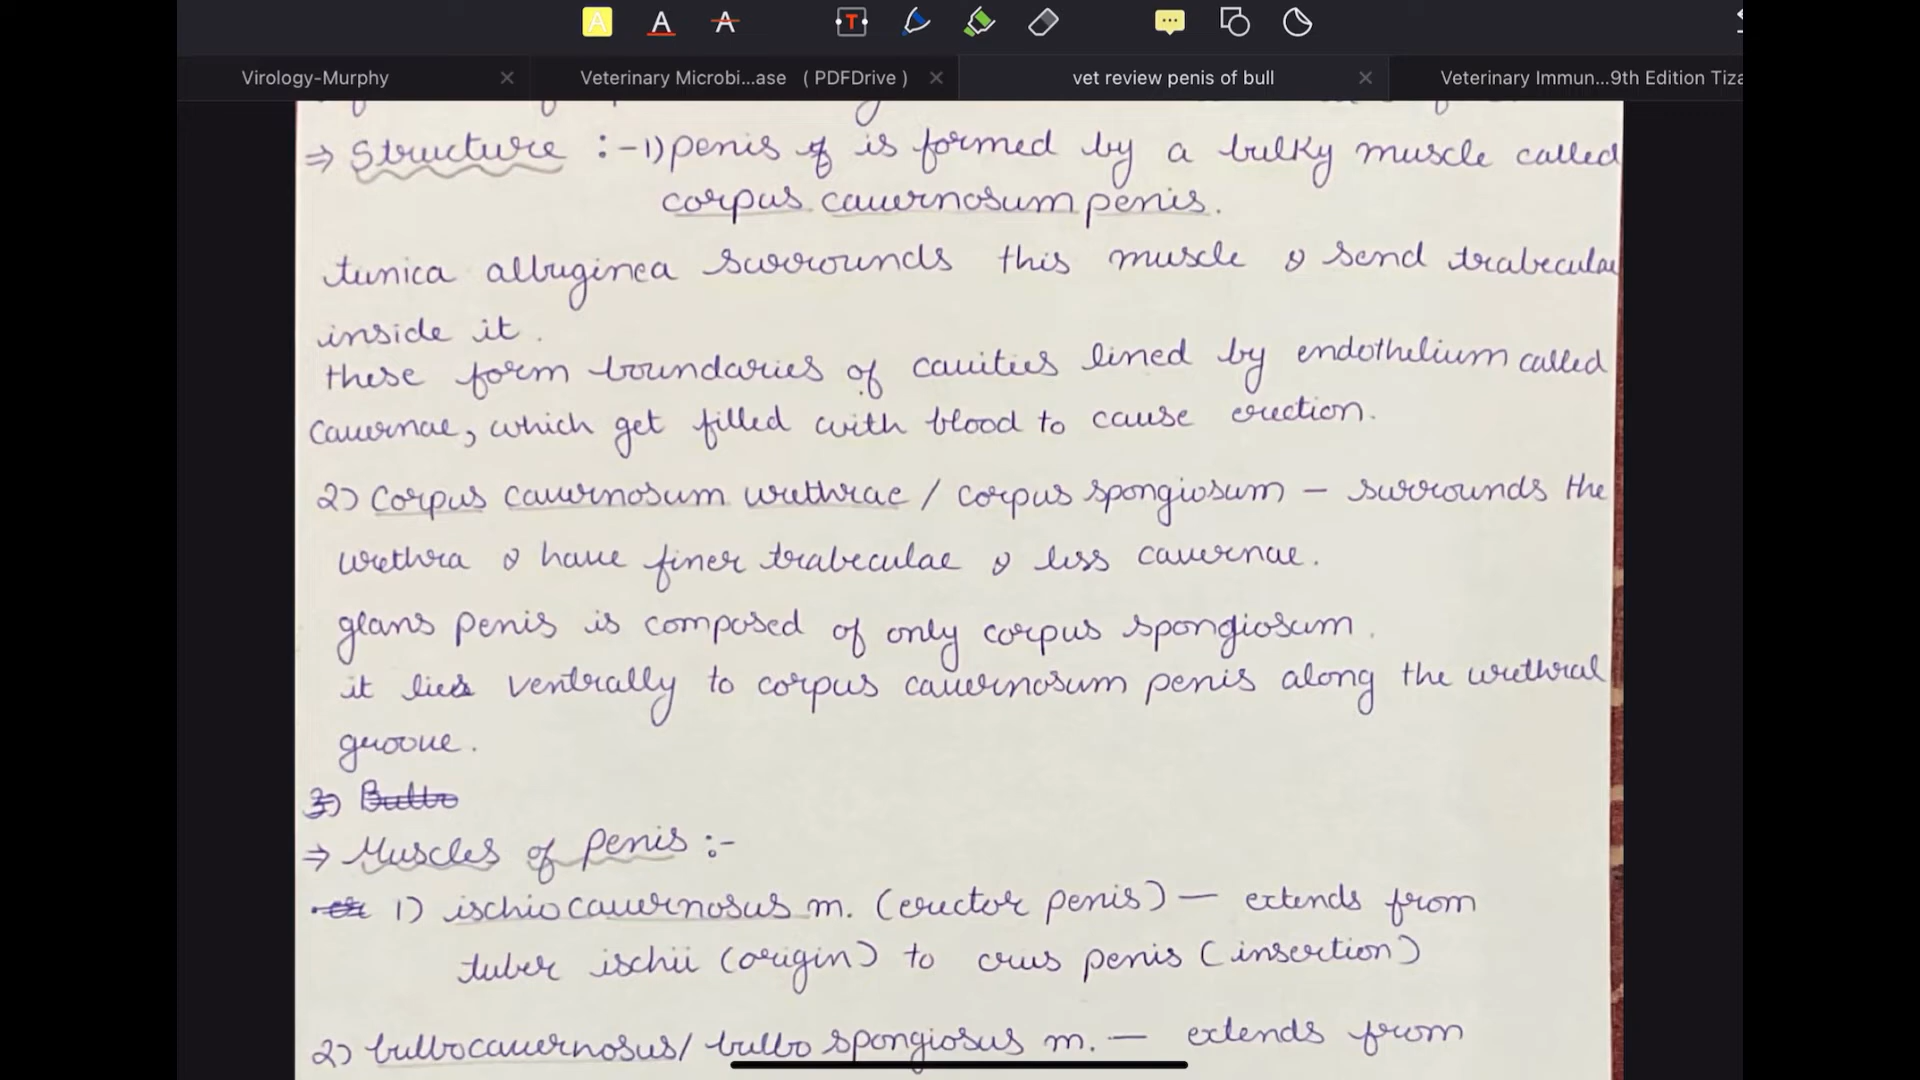 A A A T
Virology-Murphy × Veterinary Microbi...ase ( PDFDrive ) × vet review penis of bull × Veterinary Immun...9th Edition Tiza
⇒ Structure :- 1) penis of is formed by a bulky muscle called
corpus cavernosum penis.
tunica albuginea surrounds this muscle & send trabeculae
inside it.
these form boundaries of cavities lined by endothelium called
cavernae, which get filled with blood to cause erection.
2) Corpus cavernosum urethrae / corpus spongiosum – surrounds the
urethra & have finer trabeculae & less cavernae.
glans penis is composed of only corpus spongiosum.
it lies ventrally to corpus cavernosum penis along the urethral
groove.
3) Bulbo
⇒ Muscles of penis :-
1) ischiocavernosus m. (erector penis) – extends from
tuber ischii (origin) to crus penis (insertion)
2) bulbocavernosus/ bulbo spongiosus m. – extends from